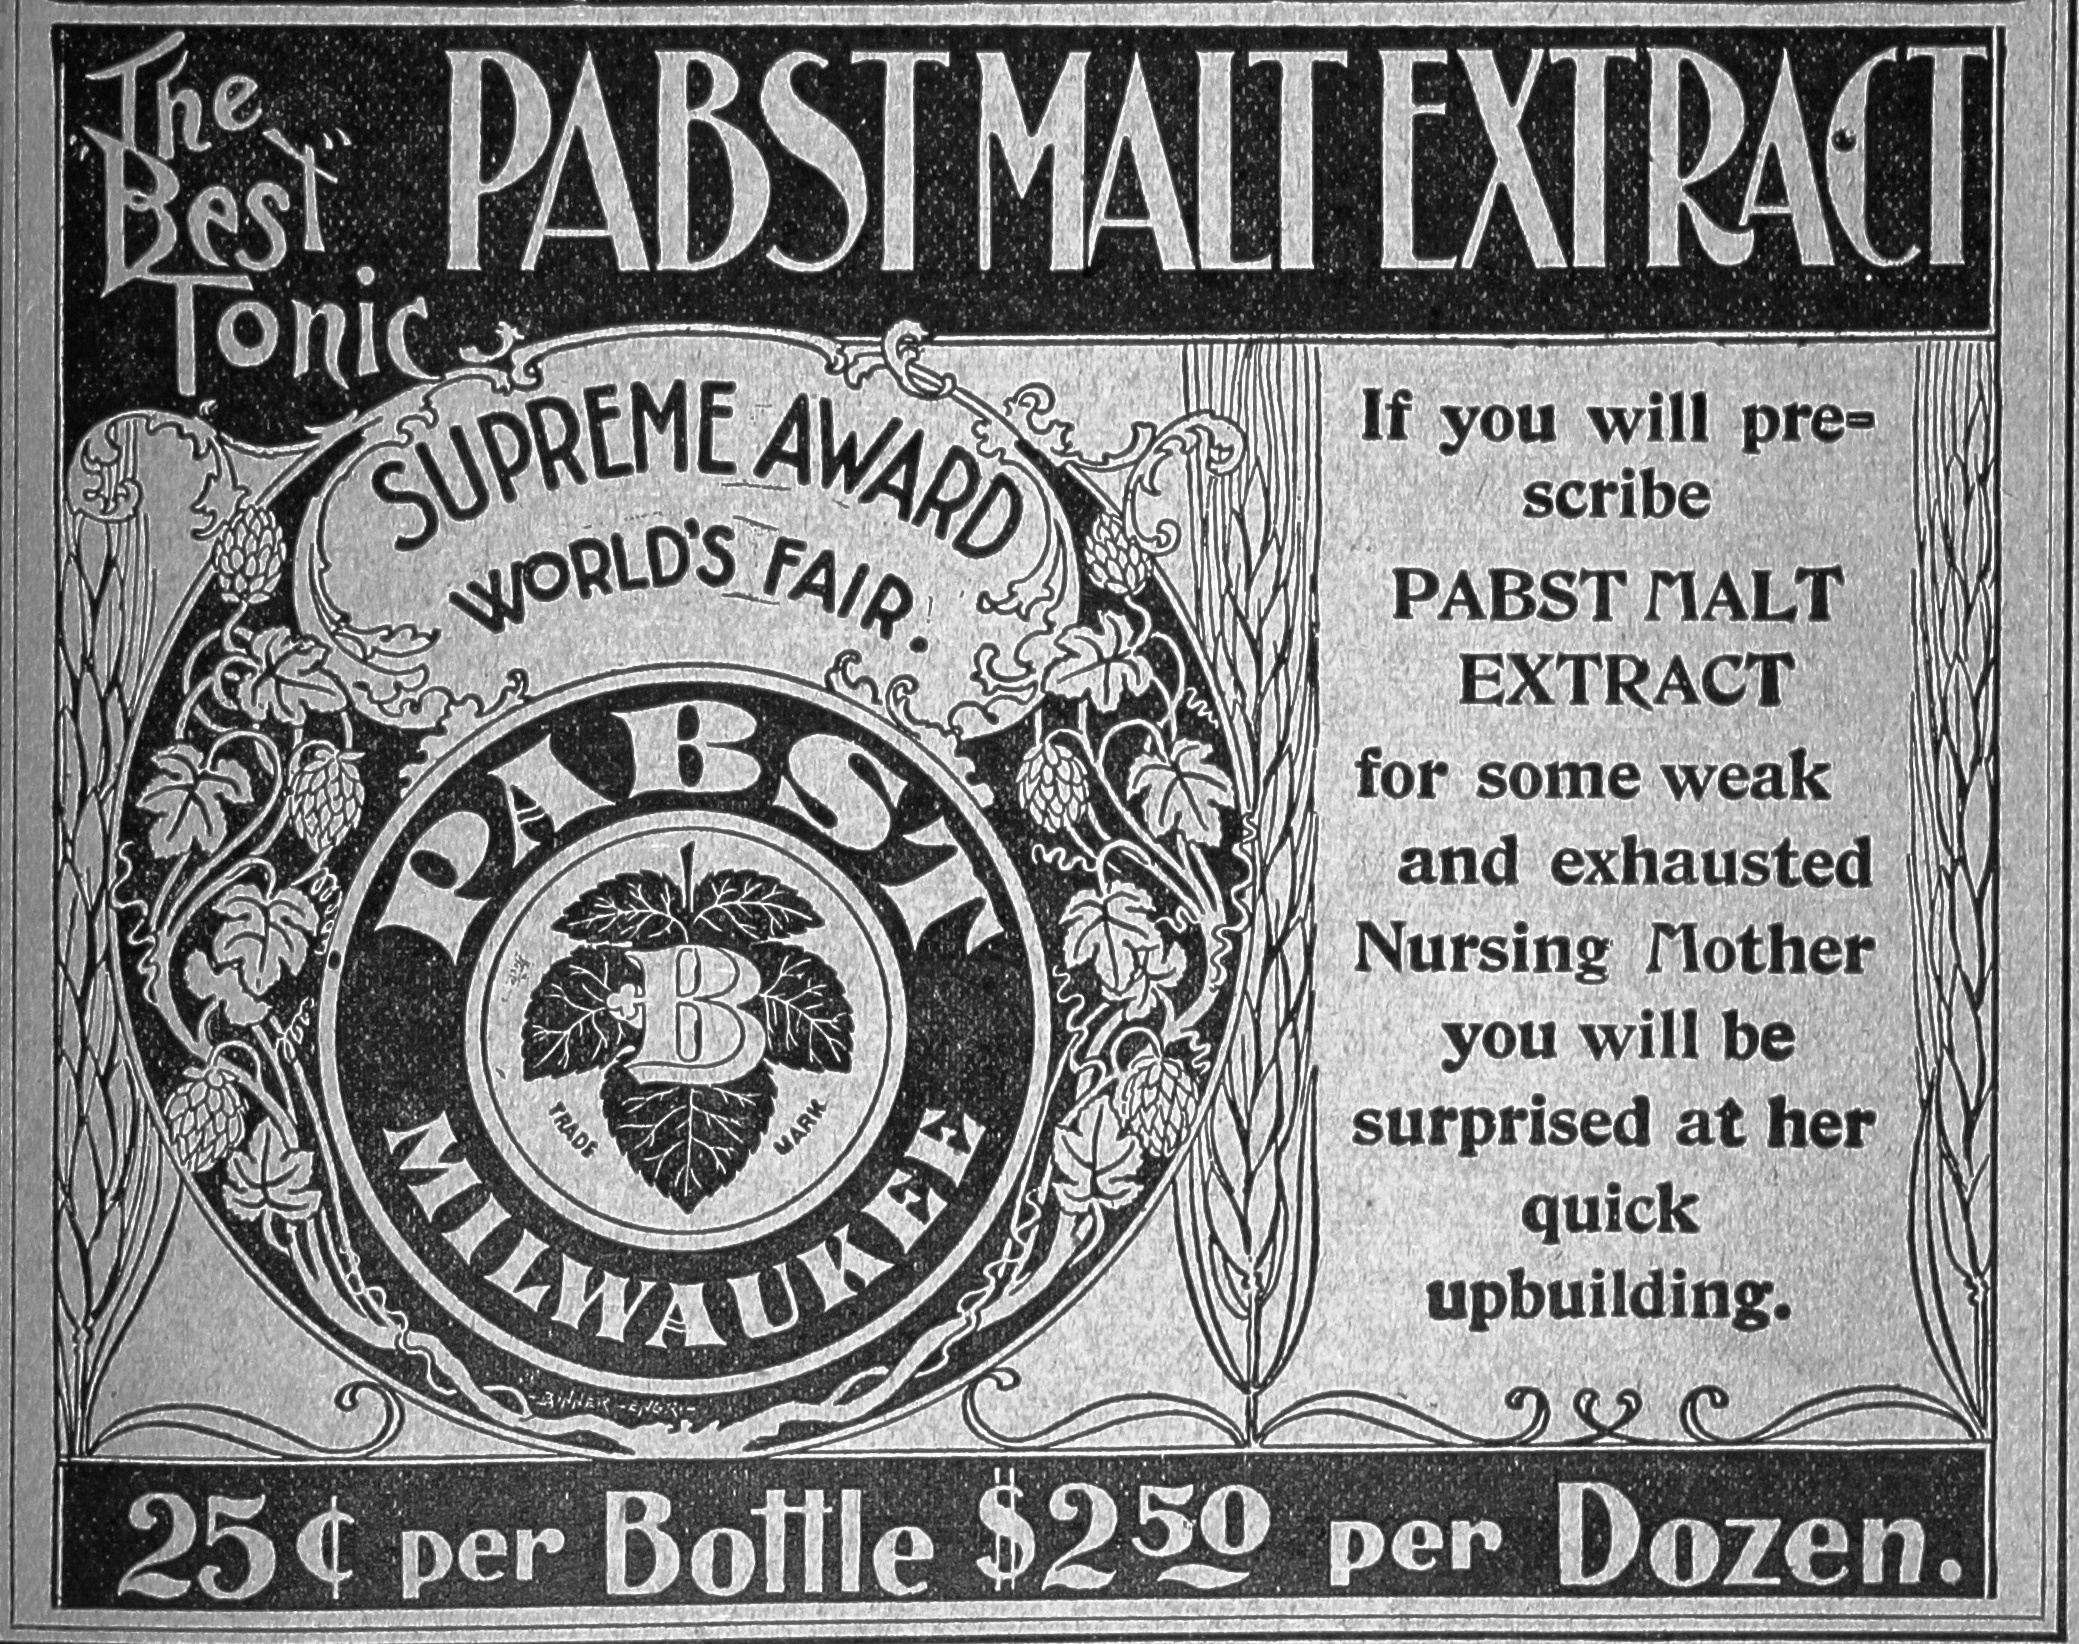 The
"Best"
Tonic
PABST MALT EXTRACT
SUPREME AWARD
WORLD'S FAIR.
PABST
B
TRADE MARK
MILWAUKEE
-BINNER-ENGR-
If you will pre=
scribe
PABST MALT
EXTRACT
for some weak
and exhausted
Nursing Mother
you will be
surprised at her
quick
upbuilding.
25¢ per Bottle $2.50 per Dozen.